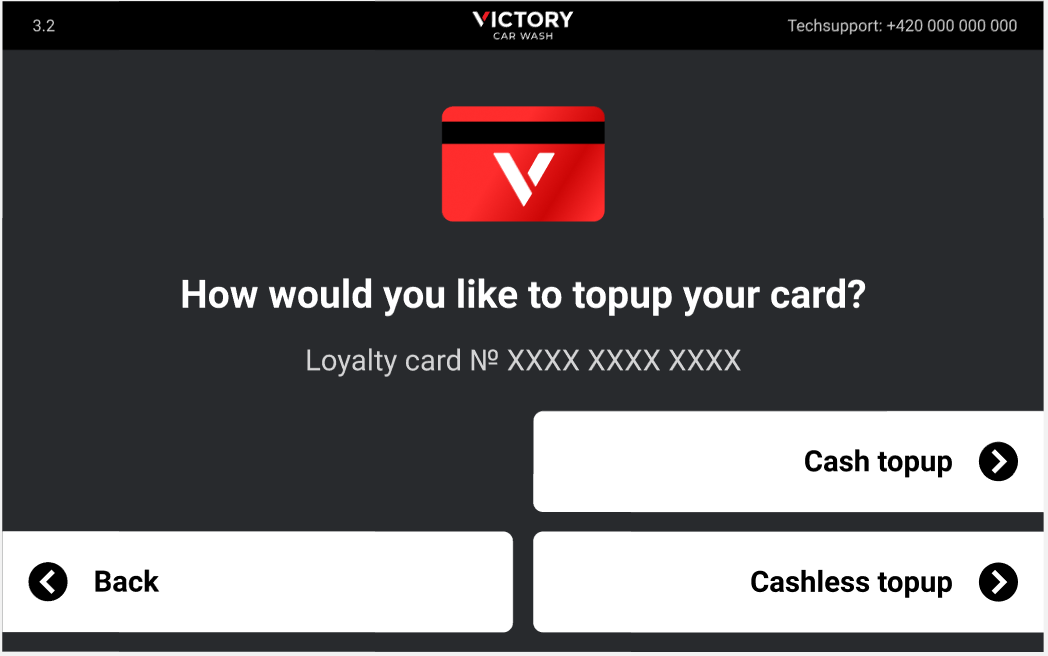 3.2
VICTORY
CAR WASH
Techsupport: +420 000 000 000
How would you like to topup your card?
Loyalty card № XXXX XXXX XXXX
Cash topup
Back
Cashless topup